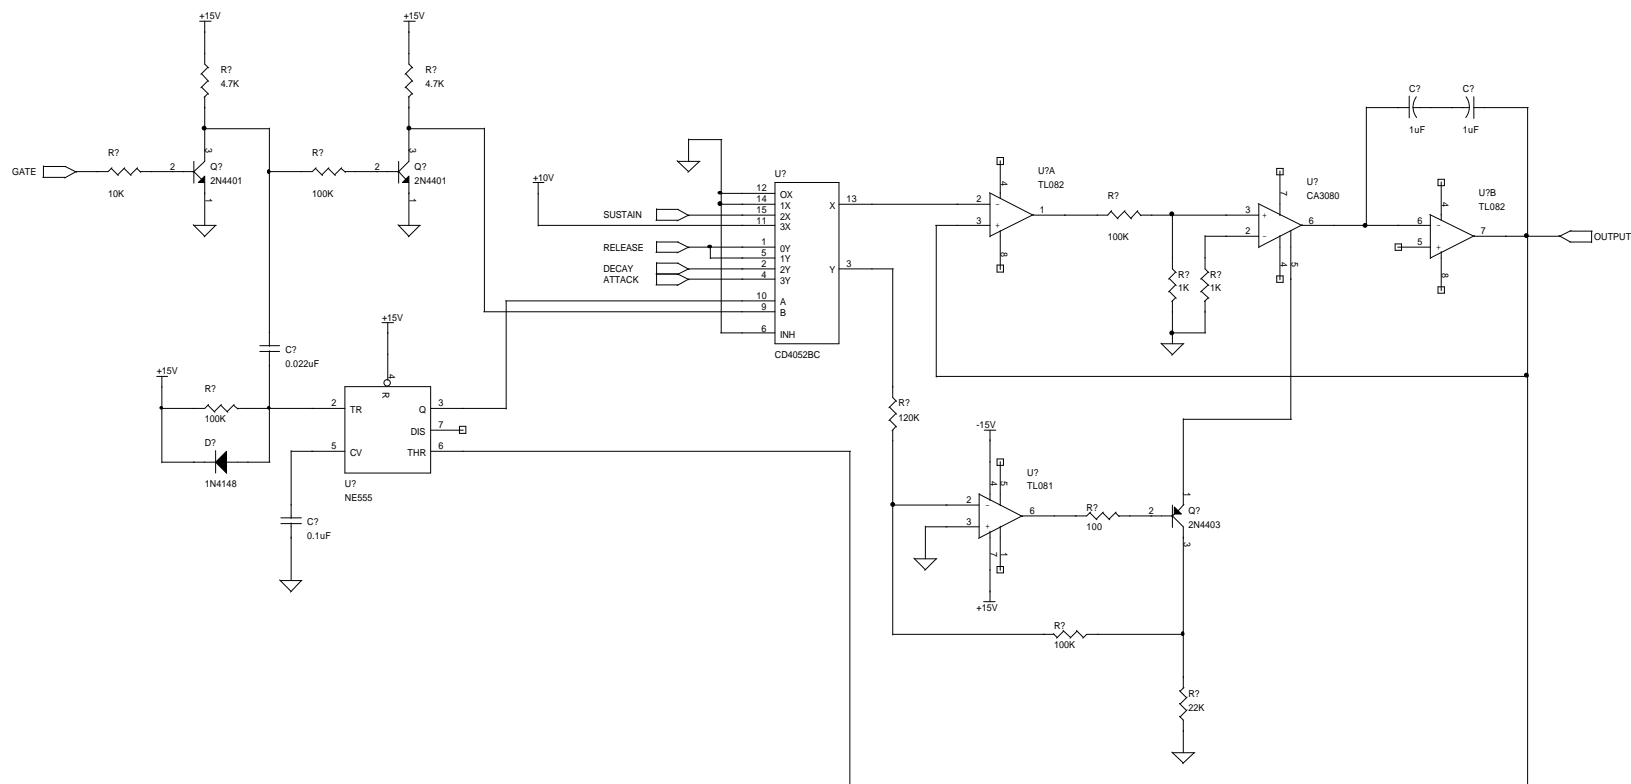 +15V
+15V
R?
4.7K
R?
4.7K
GATE
R?
10K
2
3
1
Q?
2N4401
R?
100K
2
3
1
Q?
2N4401
C?
0.022uF
+15V
R?
100K
D?
1N4148
+15V
4
R
2
TR
Q
3
DIS
7
5
CV
THR
6
U?
NE555
C?
0.1uF
+10V
SUSTAIN
RELEASE
DECAY
ATTACK
U?
12
OX
14
1X
15
2X
11
3X
1
0Y
5
1Y
2
2Y
4
3Y
10
A
9
B
6
INH
X
13
Y
3
CD4052BC
U?A
TL082
4
2
-
3
+
1
8
R?
100K
R?
1K
R?
1K
U?
CA3080
7
3
+
2
-
6
4
5
C?
1uF
C?
1uF
U?B
TL082
4
6
-
5
+
7
8
OUTPUT
R?
120K
-15V
U?
TL081
4
5
2
-
3
+
6
7
1
+15V
R?
100
2
1
3
Q?
2N4403
R?
100K
R?
22K